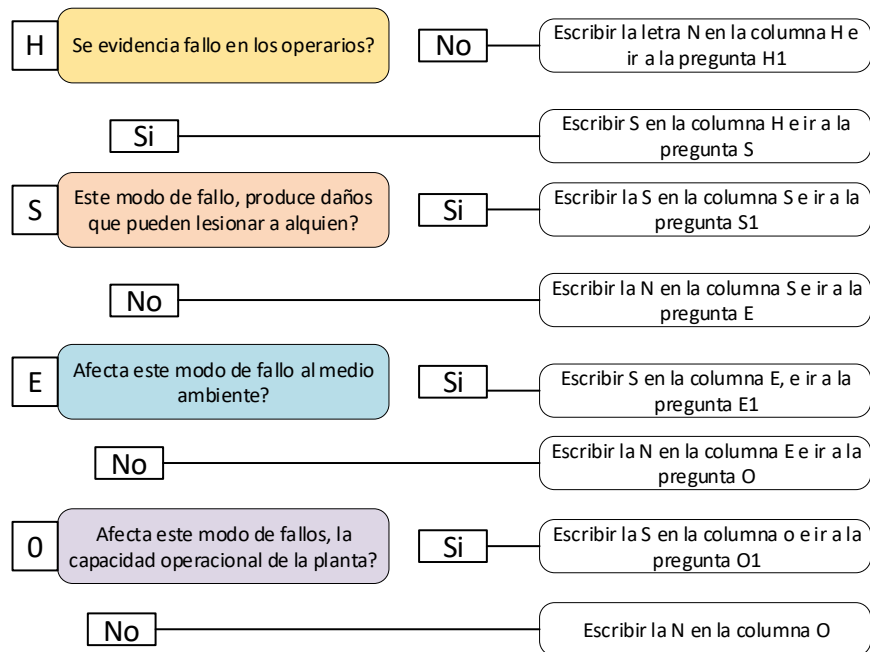 H
Se evidencia fallo en los operarios?
No
Escribir la letra N en la columna H e
ir a la pregunta H1
Si
Escribir S en la columna H e ir a la
pregunta S
S
Este modo de fallo, produce daños
que pueden lesionar a alquien?
Si
Escribir la S en la columna S e ir a la
pregunta S1
No
Escribir la N en la columna S e ir a la
pregunta E
E
Afecta este modo de fallo al medio
ambiente?
Si
Escribir S en la columna E, e ir a la
pregunta E1
No
Escribir la N en la columna E e ir a la
pregunta O
0
Afecta este modo de fallos, la
capacidad operacional de la planta?
Si
Escribir la S en la columna o e ir a la
pregunta O1
No
Escribir la N en la columna O